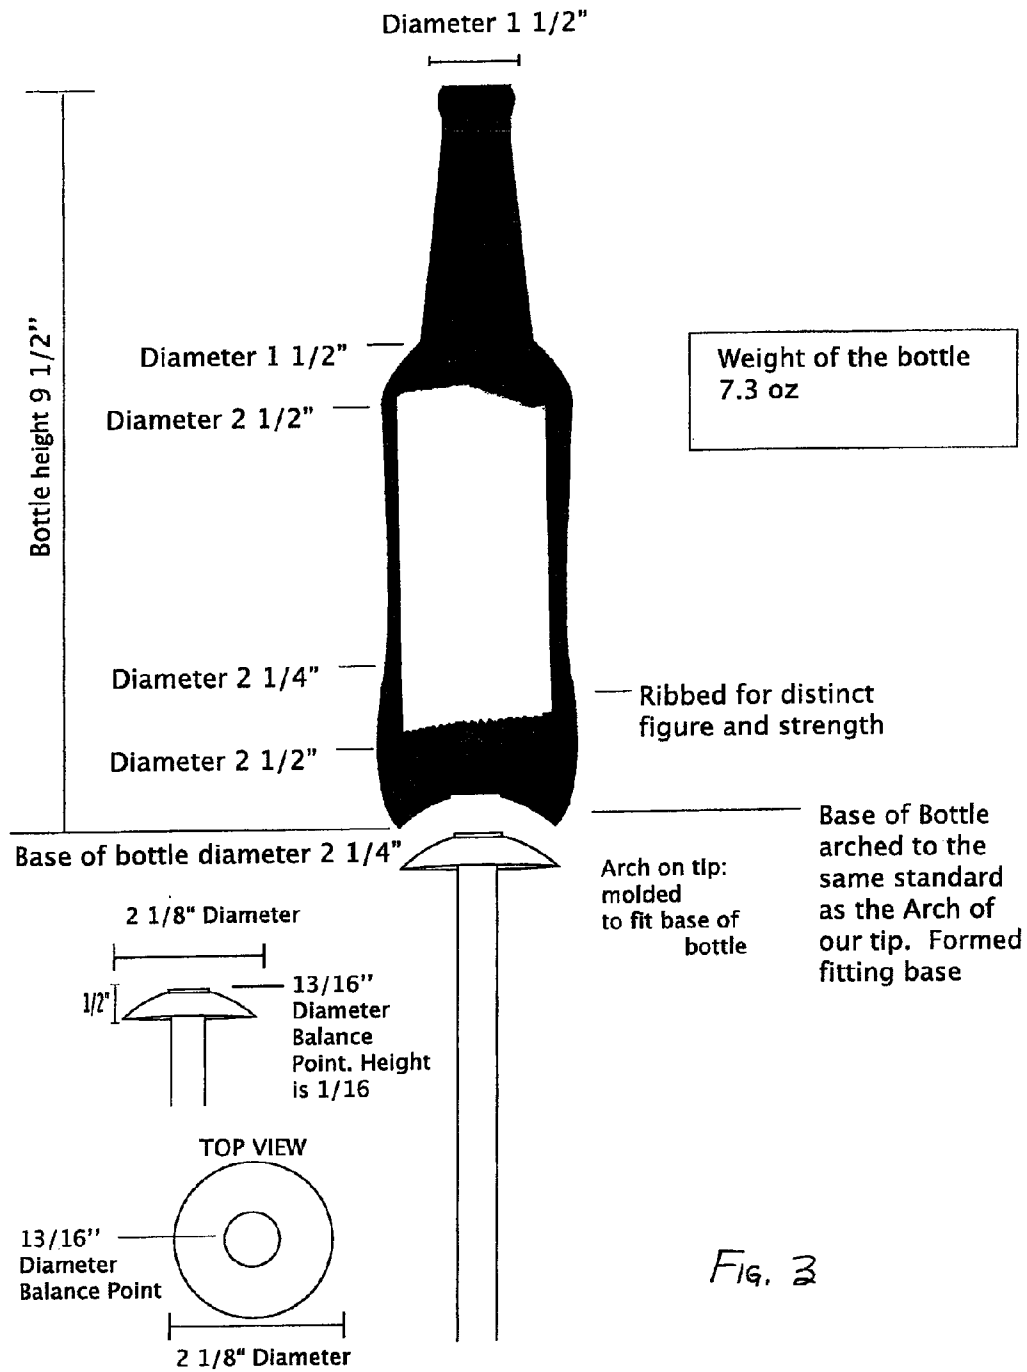 Diameter 1 1/2"
Bottle height 9 1/2"
Diameter 1 1/2"
Diameter 2 1/2"
Weight of the bottle
7.3 oz
Diameter 2 1/4"
Ribbed for distinct
figure and strength
Diameter 2 1/2"
Base of bottle diameter 2 1/4"
Base of Bottle
arched to the
same standard
as the Arch of
our tip. Formed
fitting base
Arch on tip:
molded
to fit base of
bottle
2 1/8" Diameter
1/2"
13/16''
Diameter
Balance
Point. Height
is 1/16
TOP VIEW
13/16''
Diameter
Balance Point
2 1/8" Diameter
FIG. 3